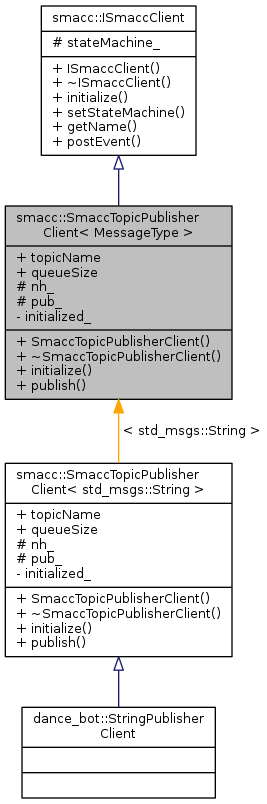 smacc::ISmaccClient
# stateMachine_
+ ISmaccClient()
+ ~ISmaccClient()
+ initialize()
+ setStateMachine()
+ getName()
+ postEvent()
smacc::SmaccTopicPublisher
Client< MessageType >
+ topicName
+ queueSize
# nh_
# pub_
- initialized_
+ SmaccTopicPublisherClient()
+ ~SmaccTopicPublisherClient()
+ initialize()
+ publish()
< std_msgs::String >
smacc::SmaccTopicPublisher
Client< std_msgs::String >
+ topicName
+ queueSize
# nh_
# pub_
- initialized_
+ SmaccTopicPublisherClient()
+ ~SmaccTopicPublisherClient()
+ initialize()
+ publish()
dance_bot::StringPublisher
Client